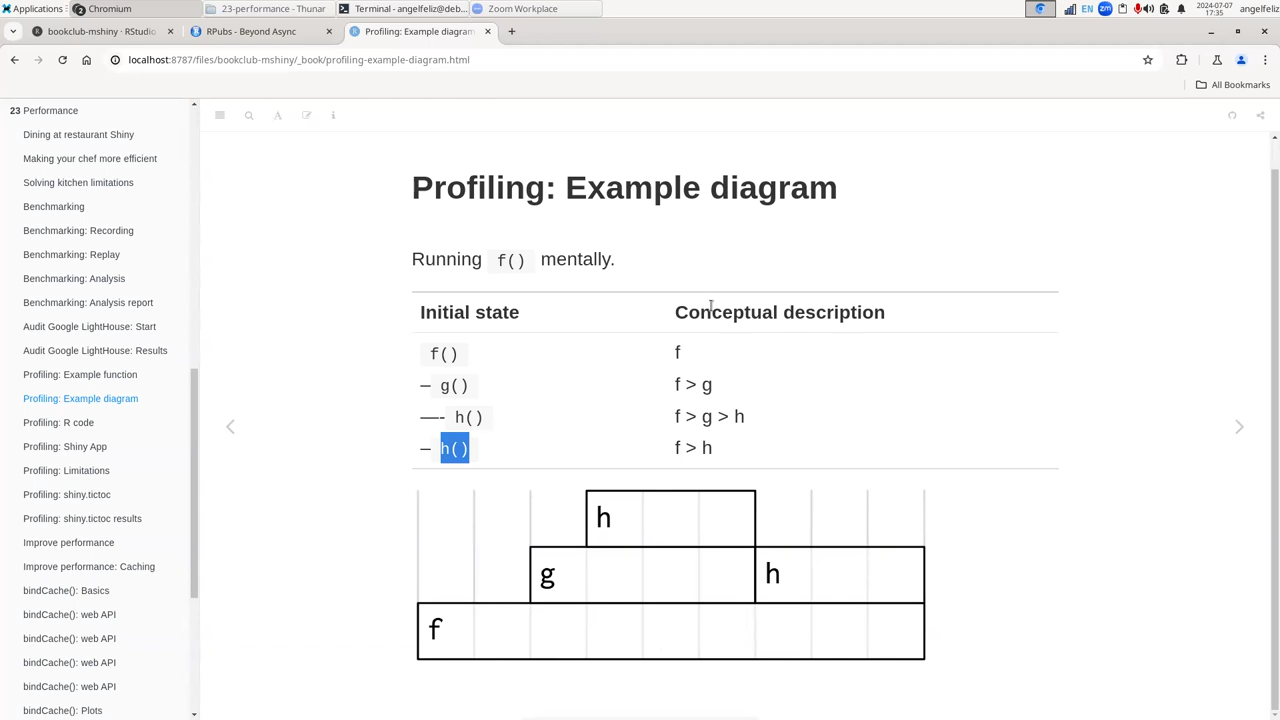 Applications
Chromium
23-performance - Thunar
Terminal - angelfeliz@deb...
Zoom Workplace
EN
zm
2024-07-07
17:35
angelfeliz
bookclub-mshiny · RStudio
RPubs - Beyond Async
Profiling: Example diagram
localhost:8787/files/bookclub-mshiny/_book/profiling-example-diagram.html
All Bookmarks
23 Performance
Dining at restaurant Shiny
Making your chef more efficient
Solving kitchen limitations
Benchmarking
Benchmarking: Recording
Benchmarking: Replay
Benchmarking: Analysis
Benchmarking: Analysis report
Audit Google LightHouse: Start
Audit Google LightHouse: Results
Profiling: Example function
Profiling: Example diagram
Profiling: R code
Profiling: Shiny App
Profiling: Limitations
Profiling: shiny.tictoc
Profiling: shiny.tictoc results
Improve performance
Improve performance: Caching
bindCache(): Basics
bindCache(): web API
bindCache(): web API
bindCache(): web API
bindCache(): web API
bindCache(): Plots
Profiling: Example diagram
Running f() mentally.
Initial state Conceptual description
f() f
– g() f > g
—- h() f > g > h
– h() f > h
h
g h
f